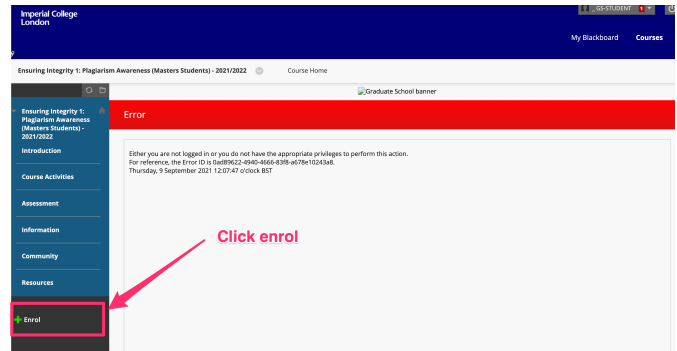 Imperial College
London
_ GS-STUDENT 1
My Blackboard Courses
Ensuring Integrity 1: Plagiarism Awareness (Masters Students) - 2021/2022 Course Home
Graduate School banner
Ensuring Integrity 1:
Plagiarism Awareness
(Masters Students) -
2021/2022
Error
Introduction
Either you are not logged in or you do not have the appropriate privileges to perform this action.
For reference, the Error ID is 0ad89622-4940-4666-83f8-a678e10243a8.
Thursday, 9 September 2021 12:07:47 o'clock BST
Course Activities
Assessment
Information
Click enrol
Community
Resources
Enrol